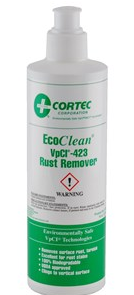 CORTEC
CORPORATION
EcoClean®
VpCI®-423
Rust Remover
WARNING
Environmentally Safe
VpCI® Technologies
Removes surface rust, tarnish
Excellent for rust stains
100% Biodegradable
USDA approved
Clings to vertical surface